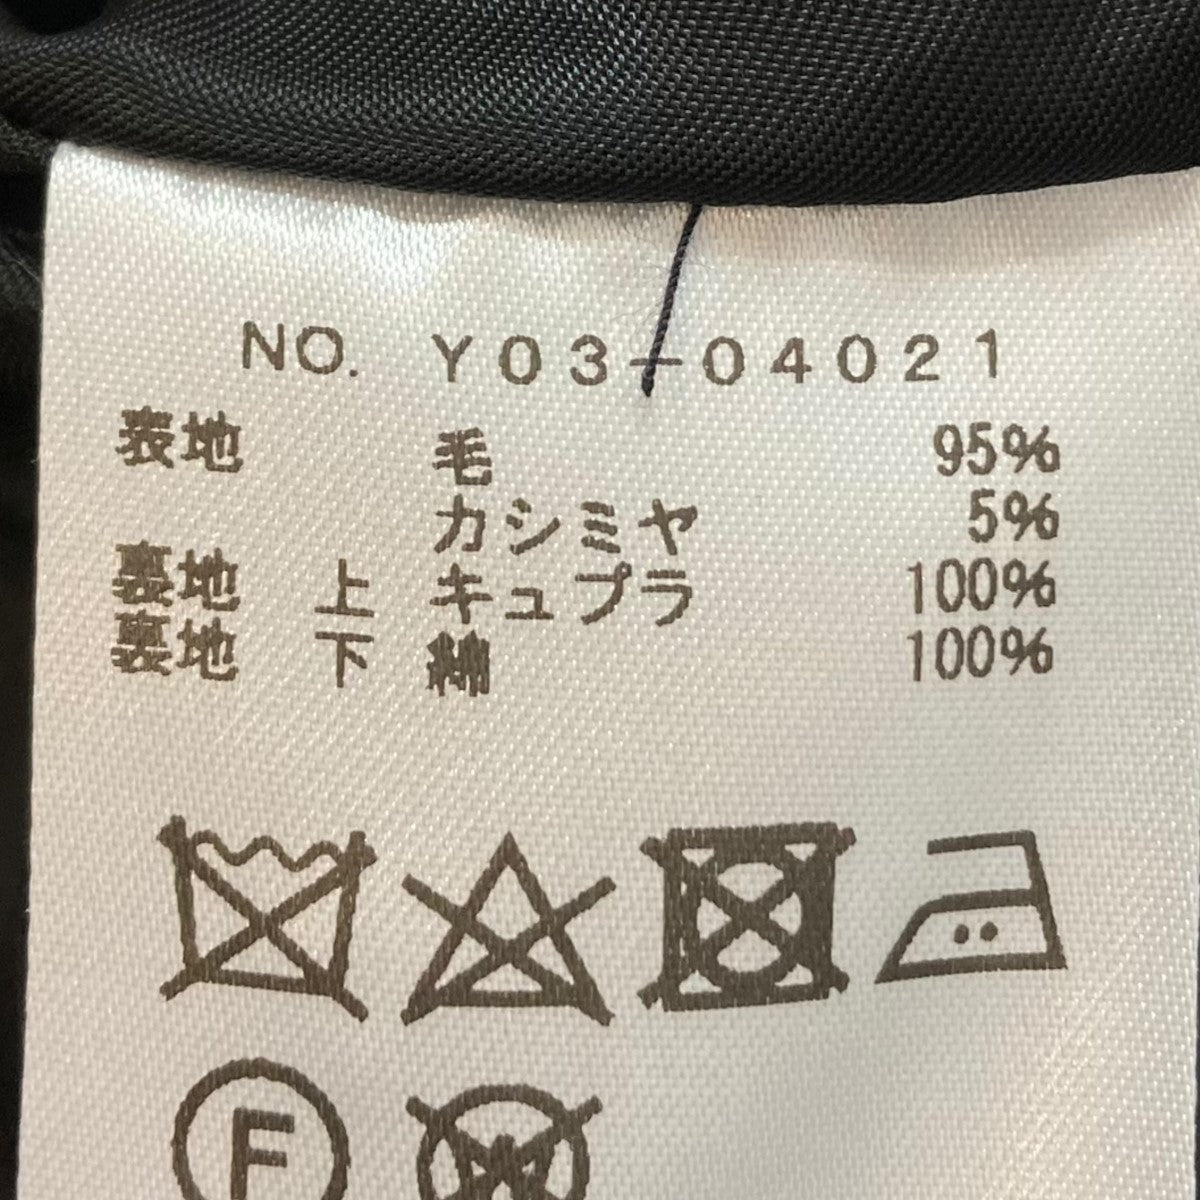 NO. Y03-04021
表地 毛 95%
カシミヤ 5%
裏地 上 キュプラ 100%
裏地 下 綿 100%
F W